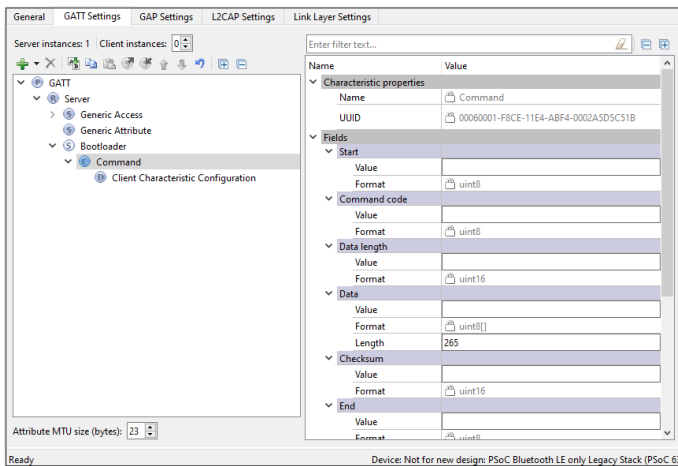 General GATT Settings GAP Settings L2CAP Settings Link Layer Settings
Server instances: 1 Client instances: 0
GATT
Server
Generic Access
Generic Attribute
Bootloader
Command
Client Characteristic Configuration
Attribute MTU size (bytes): 23
Enter filter text...
Name Value
Characteristic properties
Name Command
UUID 00060001-F8CE-11E4-ABF4-0002A5D5C51B
Fields
Start
Value
Format uint8
Command code
Value
Format uint8
Data length
Value
Format uint16
Data
Value
Format uint8[]
Length 265
Checksum
Value
Format uint16
End
Value
Format uint8
Ready Device: Not for new design: PSoC Bluetooth LE only Legacy Stack (PSoC 6